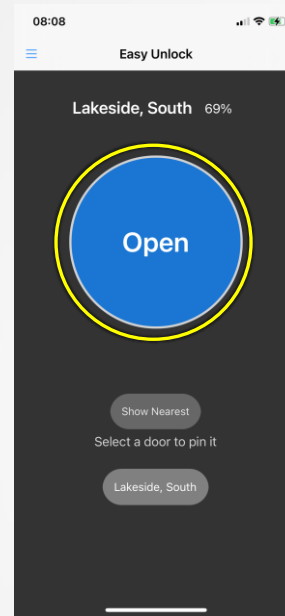 08:08
Easy Unlock
Lakeside, South 69%
Open
Show Nearest
Select a door to pin it
Lakeside, South